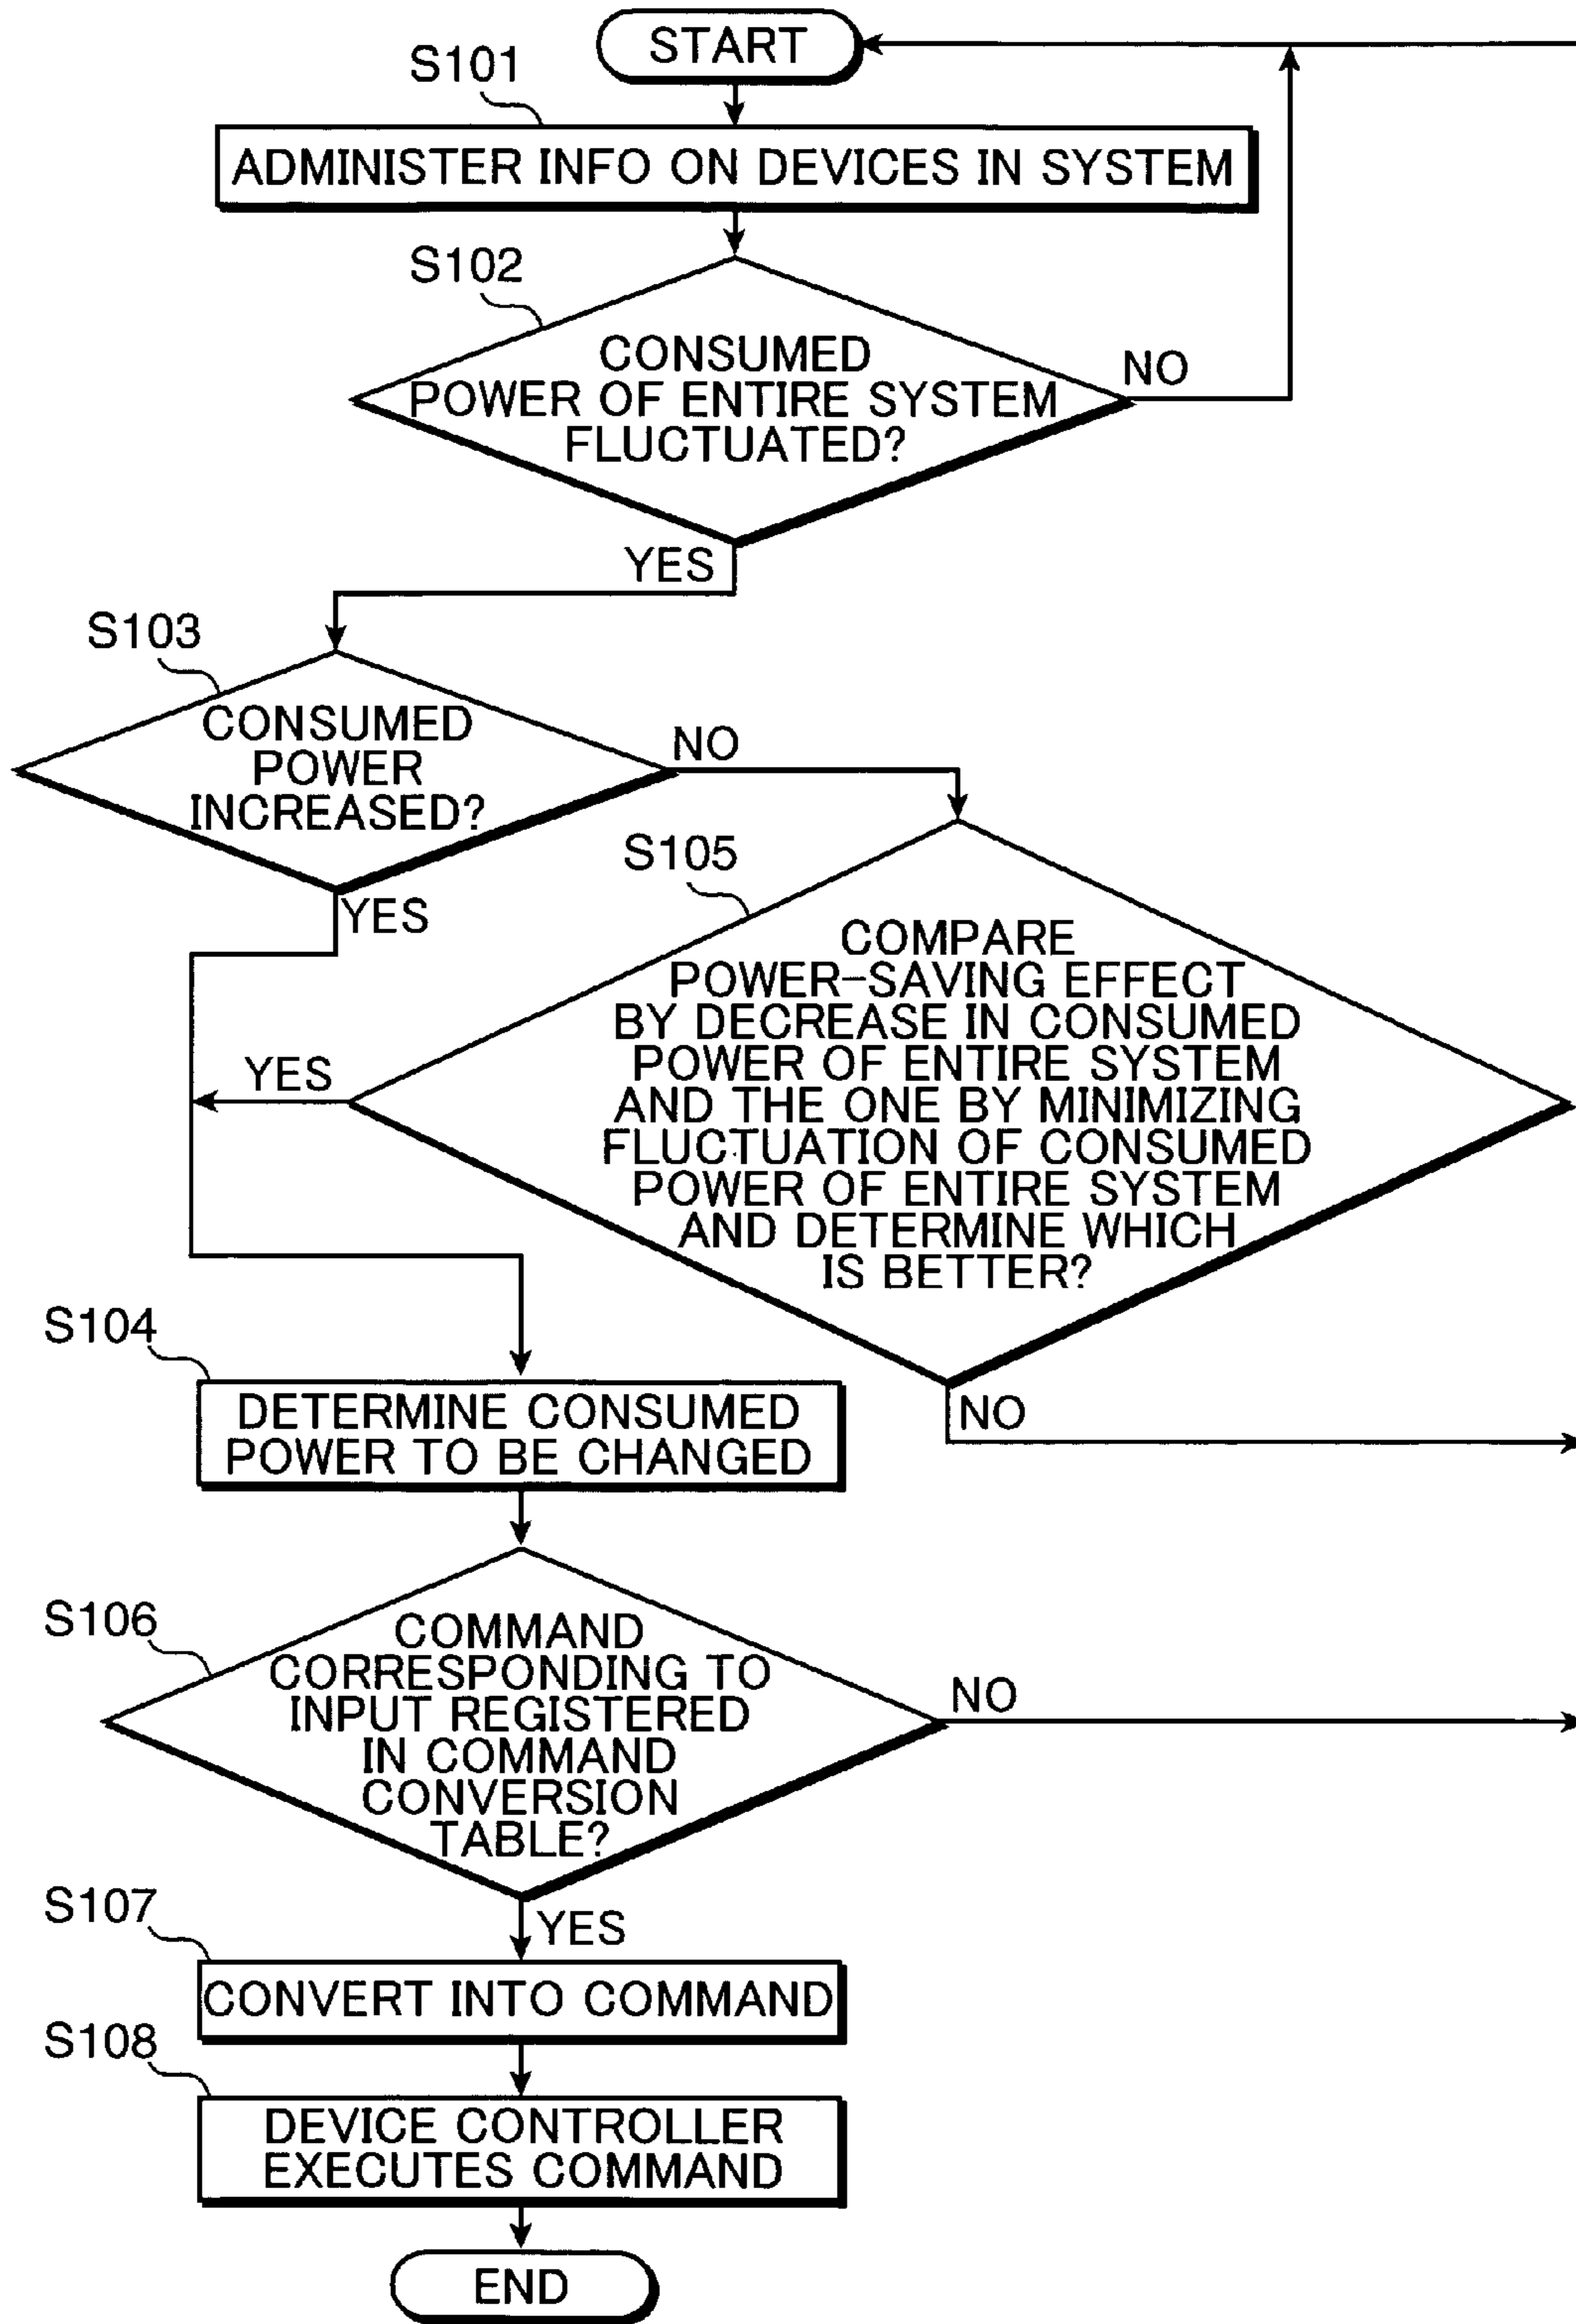 START
S101
ADMINISTER INFO ON DEVICES IN SYSTEM
S102
CONSUMED
POWER OF ENTIRE SYSTEM
FLUCTUATED?
NO
YES
S103
CONSUMED
POWER
INCREASED?
NO
YES
S105
COMPARE
POWER-SAVING EFFECT
BY DECREASE IN CONSUMED
POWER OF ENTIRE SYSTEM
AND THE ONE BY MINIMIZING
FLUCTUATION OF CONSUMED
POWER OF ENTIRE SYSTEM
AND DETERMINE WHICH
IS BETTER?
YES
NO
S104
DETERMINE CONSUMED
POWER TO BE CHANGED
S106
COMMAND
CORRESPONDING TO
INPUT REGISTERED
IN COMMAND
CONVERSION
TABLE?
NO
YES
S107
CONVERT INTO COMMAND
S108
DEVICE CONTROLLER
EXECUTES COMMAND
END